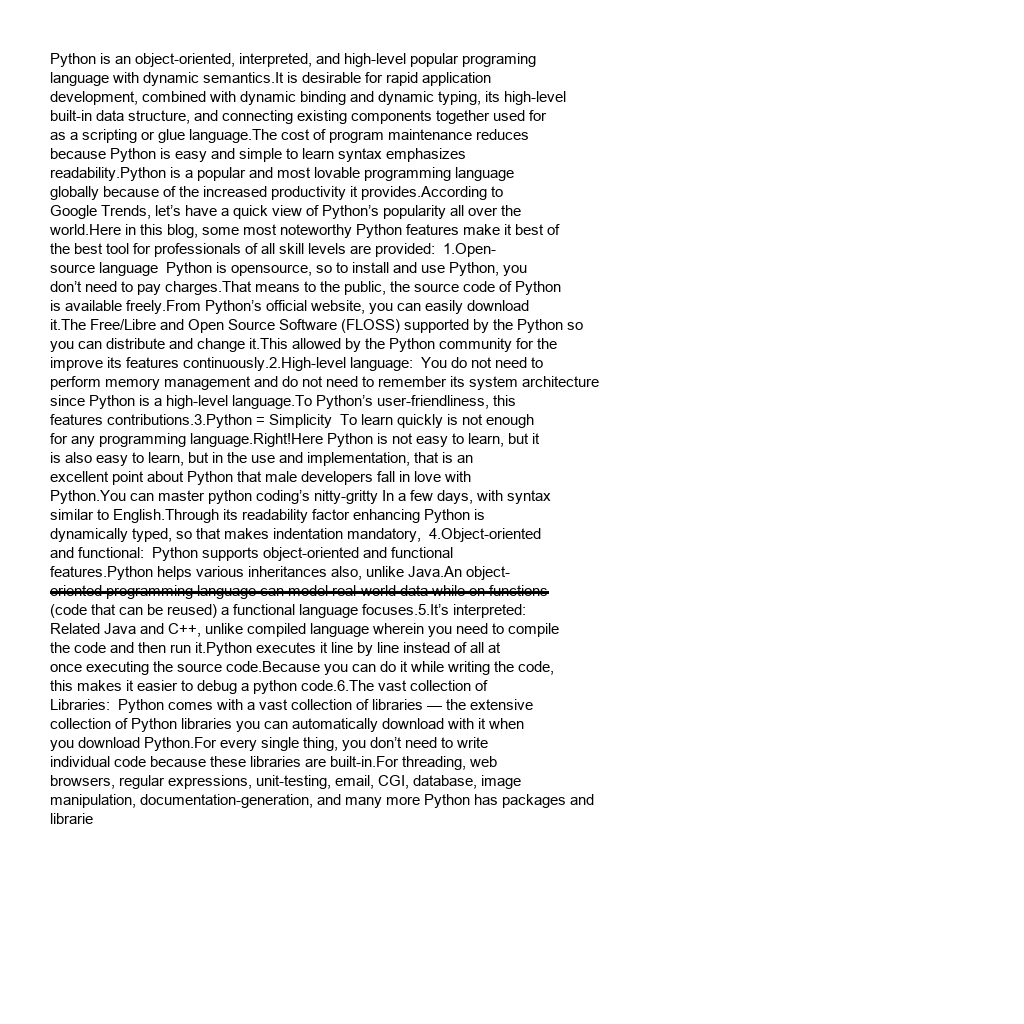 Python is an object-oriented, interpreted, and high-level popular programing
language with dynamic semantics.It is desirable for rapid application
development, combined with dynamic binding and dynamic typing, its high-level
built-in data structure, and connecting existing components together used for
as a scripting or glue language.The cost of program maintenance reduces
because Python is easy and simple to learn syntax emphasizes
readability.Python is a popular and most lovable programming language
globally because of the increased productivity it provides.According to
Google Trends, let’s have a quick view of Python’s popularity all over the
world.Here in this blog, some most noteworthy Python features make it best of
the best tool for professionals of all skill levels are provided:  1.Open-
source language  Python is opensource, so to install and use Python, you
don’t need to pay charges.That means to the public, the source code of Python
is available freely.From Python’s official website, you can easily download
it.The Free/Libre and Open Source Software (FLOSS) supported by the Python so
you can distribute and change it.This allowed by the Python community for the
improve its features continuously.2.High-level language:  You do not need to
perform memory management and do not need to remember its system architecture
since Python is a high-level language.To Python’s user-friendliness, this
features contributions.3.Python = Simplicity  To learn quickly is not enough
for any programming language.Right!Here Python is not easy to learn, but it
is also easy to learn, but in the use and implementation, that is an
excellent point about Python that male developers fall in love with
Python.You can master python coding’s nitty-gritty In a few days, with syntax
similar to English.Through its readability factor enhancing Python is
dynamically typed, so that makes indentation mandatory,  4.Object-oriented
and functional:  Python supports object-oriented and functional
features.Python helps various inheritances also, unlike Java.An object-
oriented programming language can model real-world data while on functions
(code that can be reused) a functional language focuses.5.It’s interpreted:
Related Java and C++, unlike compiled language wherein you need to compile
the code and then run it.Python executes it line by line instead of all at
once executing the source code.Because you can do it while writing the code,
this makes it easier to debug a python code.6.The vast collection of
Libraries:  Python comes with a vast collection of libraries — the extensive
collection of Python libraries you can automatically download with it when
you download Python.For every single thing, you don’t need to write
individual code because these libraries are built-in.For threading, web
browsers, regular expressions, unit-testing, email, CGI, database, image
manipulation, documentation-generation, and many more Python has packages and
librarie